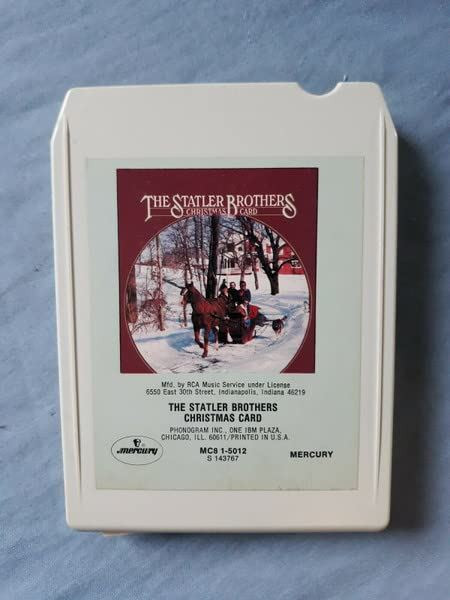 THE STATLER BROTHERS
CHRISTMAS CARD
Mfd. by RCA Music Service under License
6550 East 30th Street, Indianapolis, Indiana 46219
THE STATLER BROTHERS
CHRISTMAS CARD
PHONOGRAM INC., ONE IBM PLAZA,
CHICAGO, ILL. 60611/PRINTED IN U.S.A.
mercury
MC8 1-5012
S 143767
MERCURY